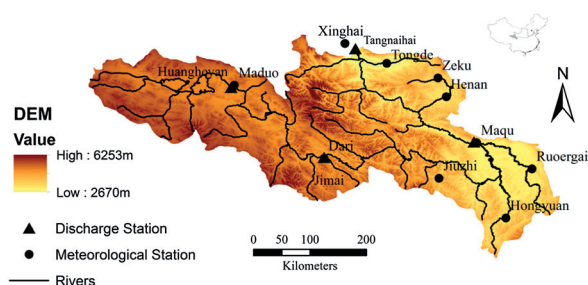 Xinghai
Tangnaihai
Tongde
Zeku
Henan
Huangheyan
Maduo
N
DEM
Value
High : 6253m
Low : 2670m
Maqu
Ruoergai
Dari
Jimai
Jiuzhi
Hongyuan
Discharge Station
Meteorological Station
Rivers
0 50 100 200
Kilometers